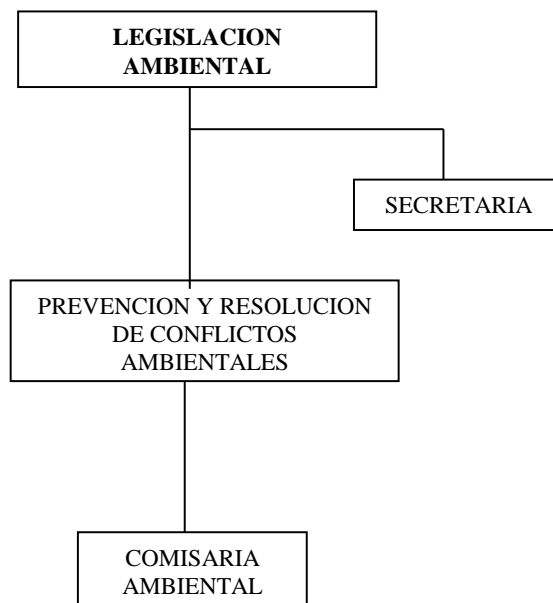 LEGISLACION
AMBIENTAL
SECRETARIA
PREVENCION Y RESOLUCION
DE CONFLICTOS
AMBIENTALES
COMISARIA
AMBIENTAL